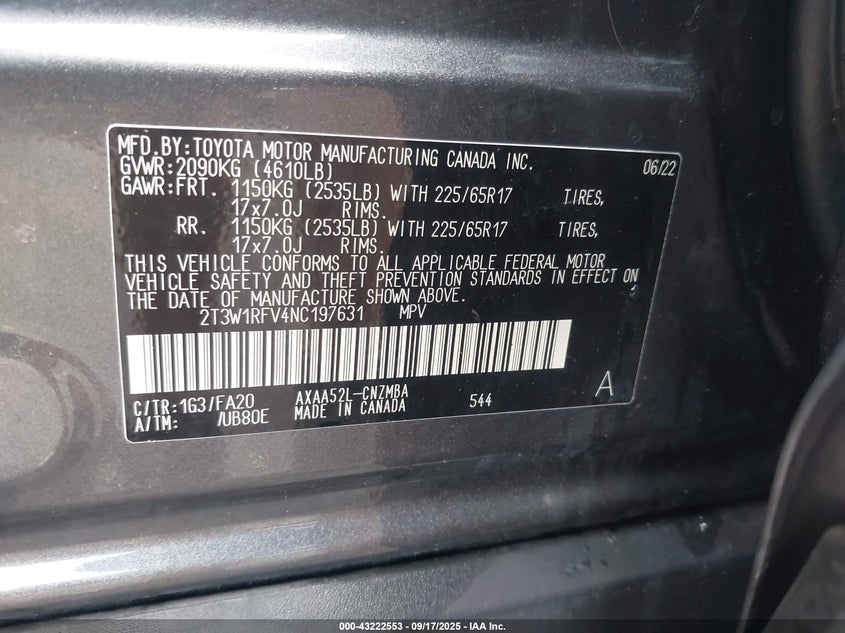 MFD.BY:TOYOTA MOTOR MANUFACTURING CANADA INC. 06/22
GVWR:2090KG (4610LB)
GAWR:FRT. 1150KG (2535LB) WITH 225/65R17 TIRES,
17x7.0J RIMS.
RR. 1150KG (2535LB) WITH 225/65R17 TIRES,
17x7.0J RIMS.
THIS VEHICLE CONFORMS TO ALL APPLICABLE FEDERAL MOTOR
VEHICLE SAFETY AND THEFT PREVENTION STANDARDS IN EFFECT ON
THE DATE OF MANUFACTURE SHOWN ABOVE.
2T3W1RFV4NC197631 MPV
C/TR:1G3/FA20 AXAA52L-CNZMBA 544 A
A/TM: /UB80E MADE IN CANADA
000-43222553 - 09/17/2025 - IAA Inc.